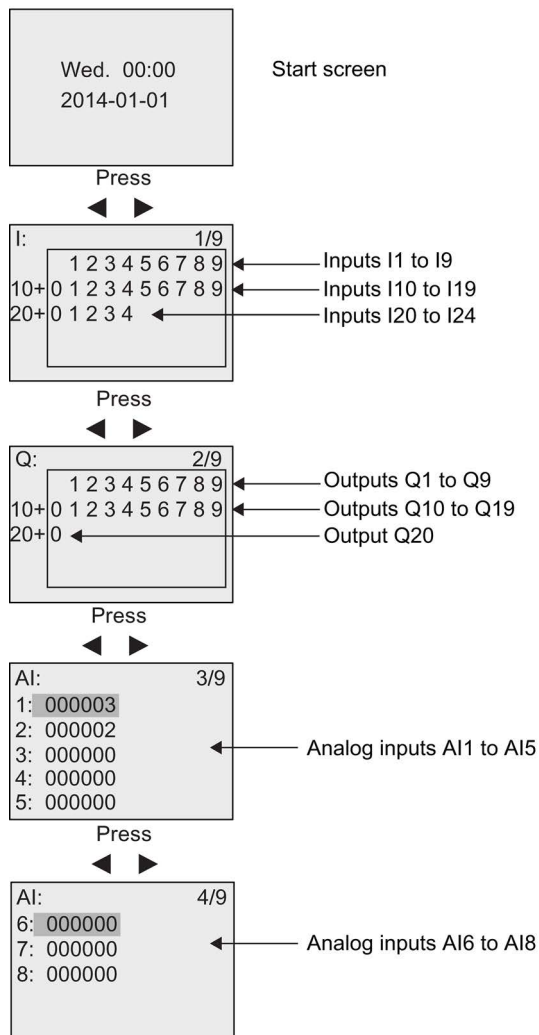 Wed. 00:00 Start screen
2014-01-01
Press
I: 1/9
1 2 3 4 5 6 7 8 9 Inputs I1 to I9
10+ 0 1 2 3 4 5 6 7 8 9 Inputs I10 to I19
20+ 0 1 2 3 4 Inputs I20 to I24
Press
Q: 2/9
1 2 3 4 5 6 7 8 9 Outputs Q1 to Q9
10+ 0 1 2 3 4 5 6 7 8 9 Outputs Q10 to Q19
20+ 0 Output Q20
Press
AI: 3/9
1: 000003
2: 000002
3: 000000 Analog inputs AI1 to AI5
4: 000000
5: 000000
Press
AI: 4/9
6: 000000
7: 000000 Analog inputs AI6 to AI8
8: 000000